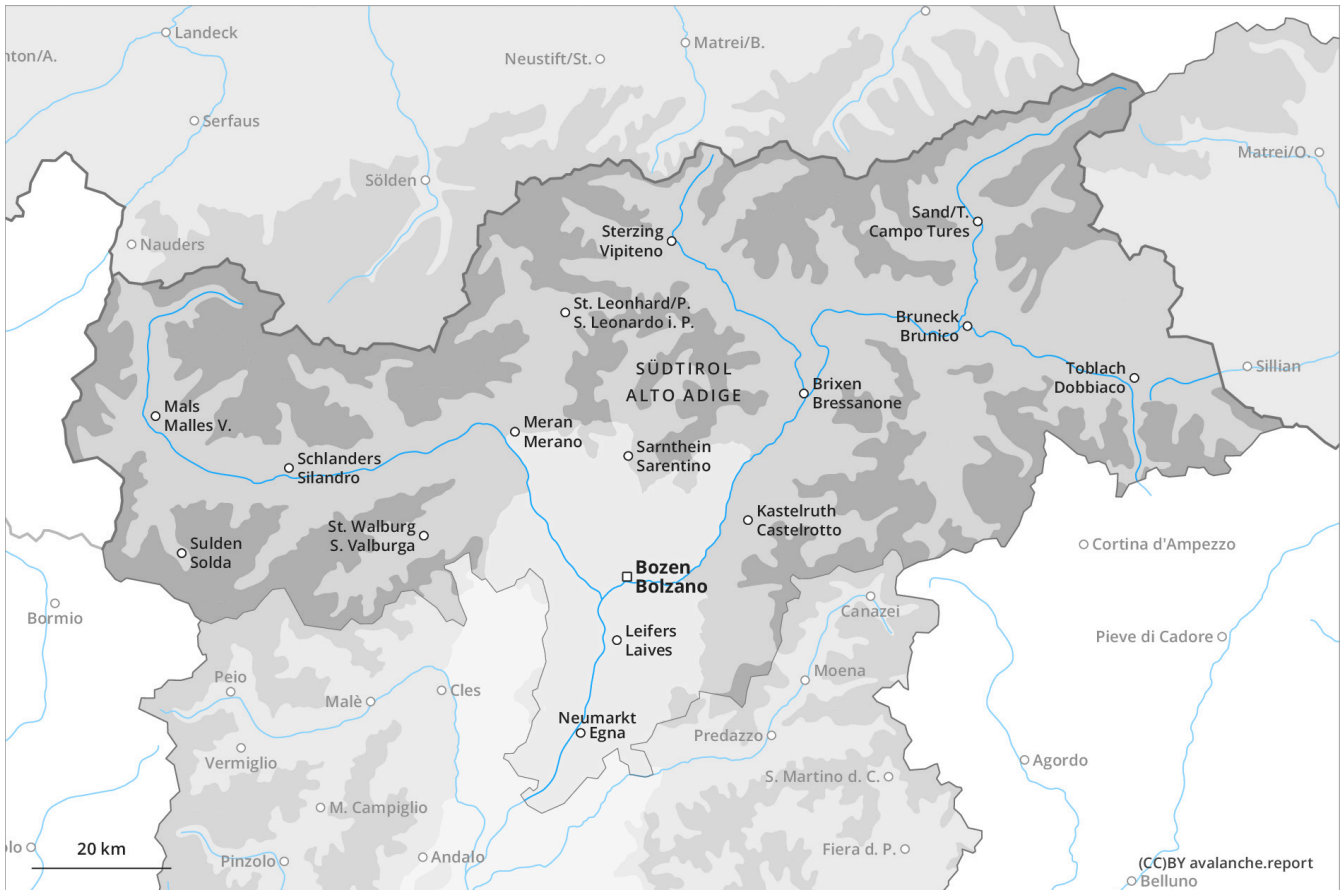 Landeck
nton/A.
Matrei/B.
Neustift/St.
Serfaus
Matrei/O.
Sölden
Sand/T.
Campo Tures
Sterzing
Vipiteno
Nauders
St. Leonhard/P.
S. Leonardo i. P.
Bruneck
Brunico
SÜDTIROL
ALTO ADIGE
Toblach
Dobbiaco
Sillian
Brixen
Bressanone
Mals
Malles V.
Meran
Merano
Sarnthein
Sarentino
Schlanders
Silandro
Kastelruth
Castelrotto
St. Walburg
S. Valburga
Sulden
Solda
Cortina d'Ampezzo
Bozen
Bolzano
Bormio
Canazei
Leifers
Laives
Pieve di Cadore
Peio
Malè
Cles
Moena
Neumarkt
Egna
Predazzo
Vermiglio
Agordo
S. Martino d. C.
M. Campiglio
olo
20 km
Pinzolo
Andalo
Fiera d. P.
(CC)BY avalanche.report
Belluno